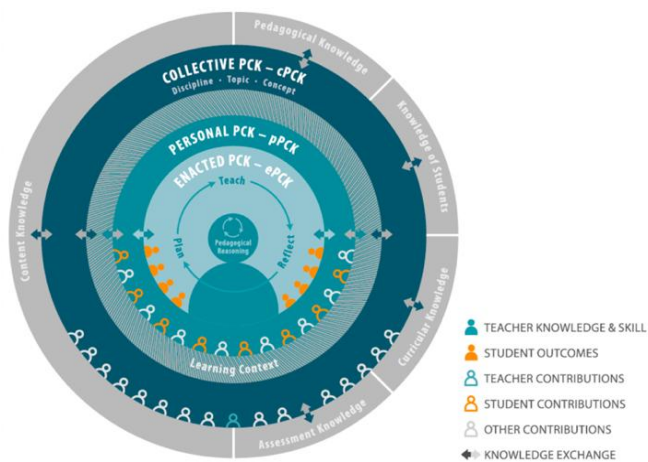 Pedagogical Knowledge
COLLECTIVE PCK – cPCK
Discipline • Topic • Concept
Knowledge of Students
PERSONAL PCK – pPCK
ENACTED PCK – ePCK
Teach
Content Knowledge
Pedagogical
Reasoning
Plan
Reflect
Curricular Knowledge
Learning Context
Assessment Knowledge
TEACHER KNOWLEDGE & SKILL
STUDENT OUTCOMES
TEACHER CONTRIBUTIONS
STUDENT CONTRIBUTIONS
OTHER CONTRIBUTIONS
KNOWLEDGE EXCHANGE